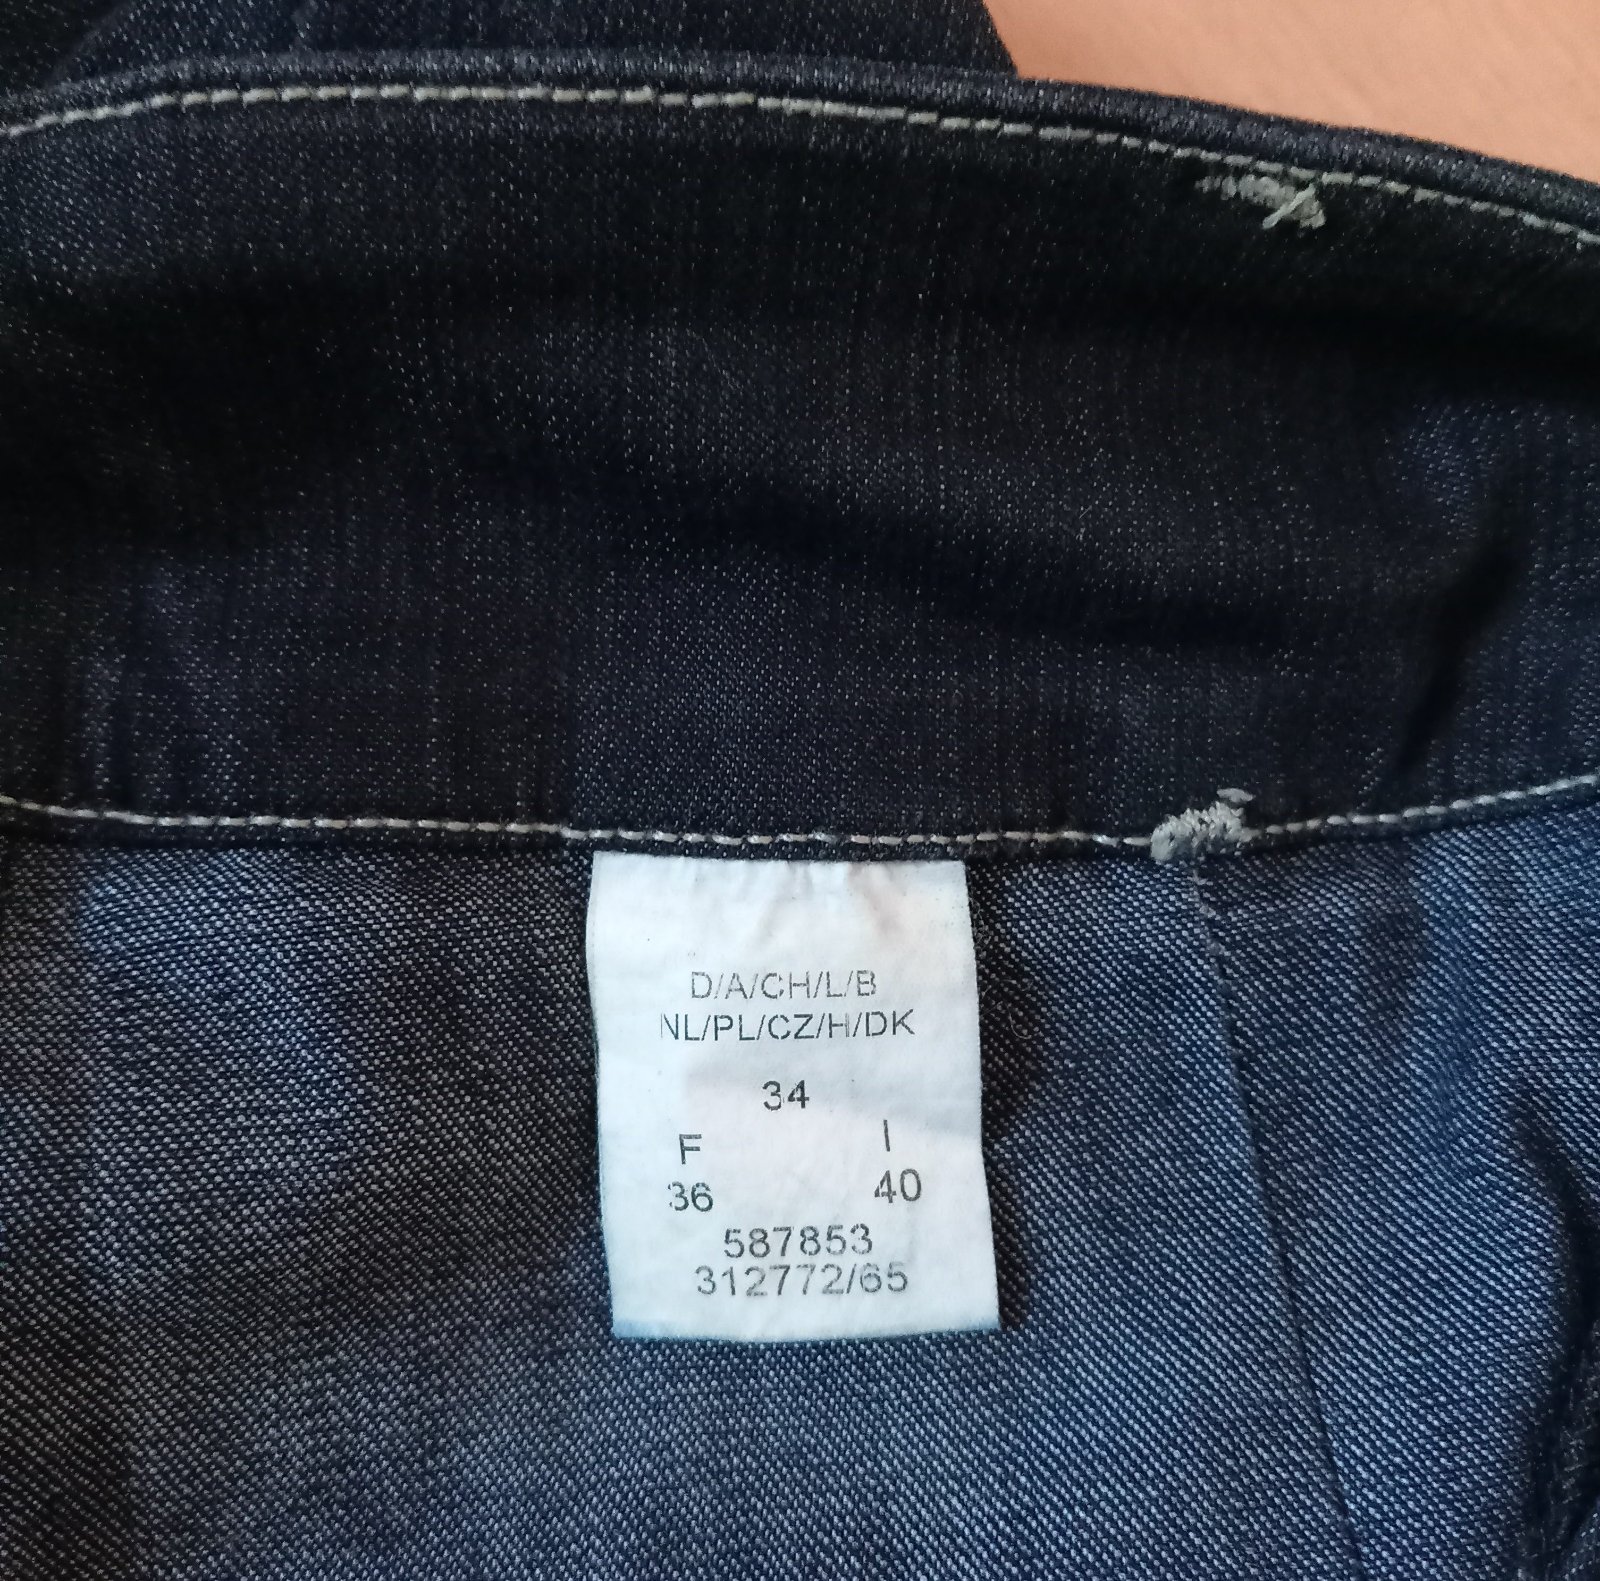 D/A/CH/L/B
NL/PL/CZ/H/DK
34
F I
36 40
587853
312772/65